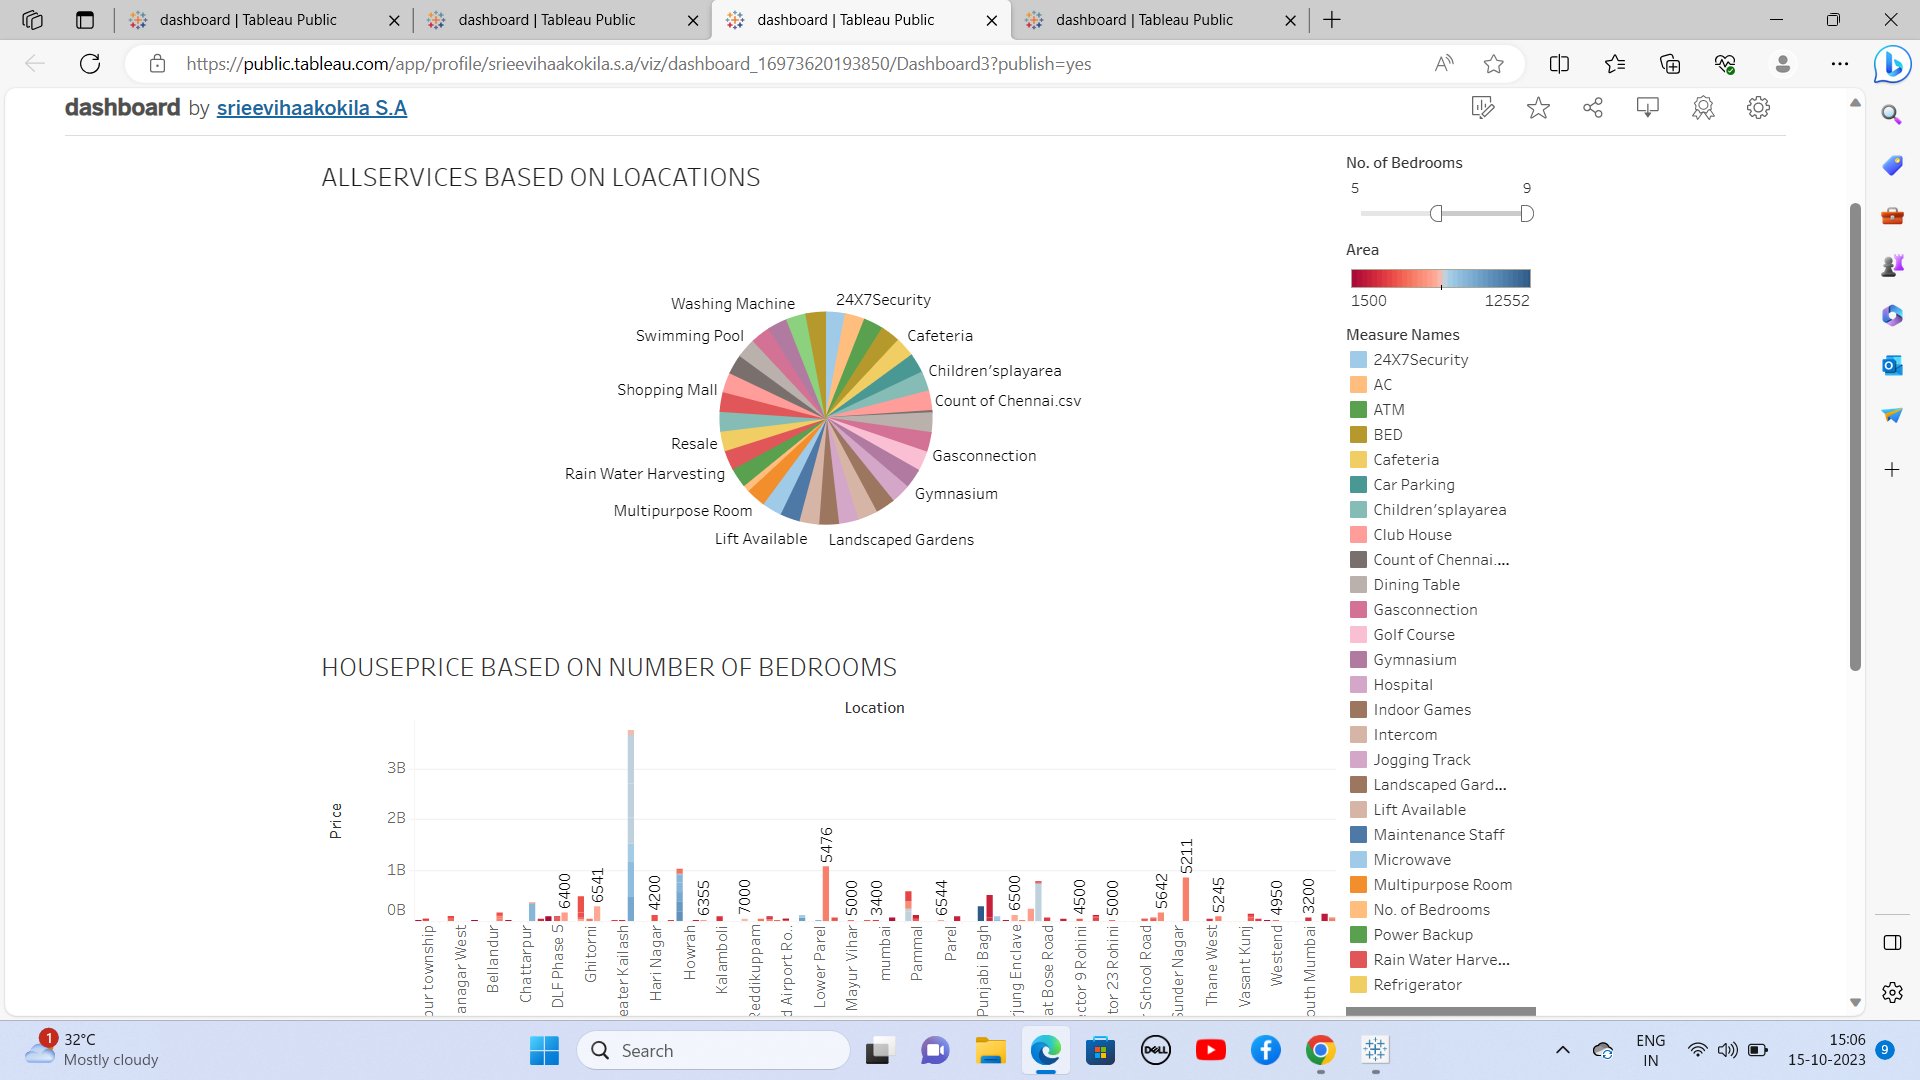 dashboard | Tableau Public
dashboard | Tableau Public
dashboard | Tableau Public
dashboard | Tableau Public
https://public.tableau.com/app/profile/srieevihaakokila.s.a/viz/dashboard_16973620193850/Dashboard3?publish=yes
dashboard by srieevihaakokila S.A
ALLSERVICES BASED ON LOACATIONS
Washing Machine
24X7Security
Swimming Pool
Cafeteria
Children'splayarea
Shopping Mall
Count of Chennai.csv
Resale
Gasconnection
Rain Water Harvesting
Gymnasium
Multipurpose Room
Lift Available
Landscaped Gardens
No. of Bedrooms
5 9
Area
1500 12552
Measure Names
24X7Security
AC
ATM
BED
Cafeteria
Car Parking
Children'splayarea
Club House
Count of Chennai....
Dining Table
Gasconnection
Golf Course
Gymnasium
Hospital
Indoor Games
Intercom
Jogging Track
Landscaped Gard...
Lift Available
Maintenance Staff
Microwave
Multipurpose Room
No. of Bedrooms
Power Backup
Rain Water Harve...
Refrigerator
HOUSEPRICE BASED ON NUMBER OF BEDROOMS
Location
Price
3B
2B
1B
0B
6400
6541
4200
6355
7000
5476
5000
3400
6544
6500
4500
5000
5642
5211
5245
4950
3200
our township
anagar West
Bellandur
Chattarpur
DLF Phase 5
Ghitorni
eater Kailash
Hari Nagar
Howrah
Kalamboli
Reddikuppam
d Airport Ro..
Lower Parel
Mayur Vihar
mumbai
Pammal
Parel
Punjabi Bagh
rjung Enclave
at Bose Road
ector 9 Rohini
tor 23 Rohini
r School Road
Sunder Nagar
Thane West
Vasant Kunj
Westend
outh Mumbai
1
32°C
Mostly cloudy
Search
DELL
ENG
IN
15:06
15-10-2023
9